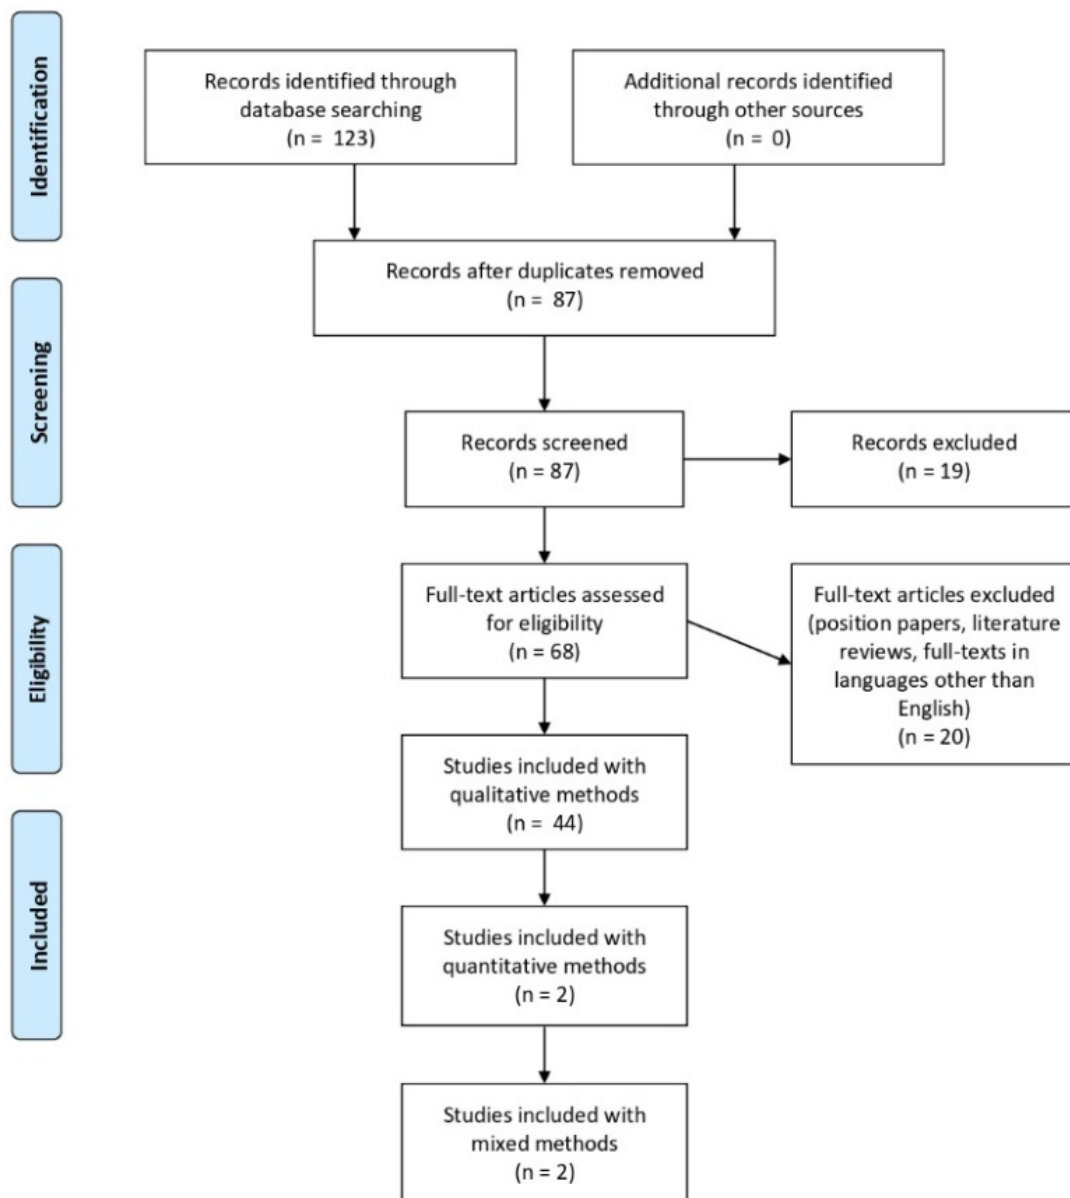 Identification
Records identified through
database searching
(n = 123)
Additional records identified
through other sources
(n = 0)
Records after duplicates removed
(n = 87)
Screening
Records screened
(n = 87)
Records excluded
(n = 19)
Eligibility
Full-text articles assessed
for eligibility
(n = 68)
Full-text articles excluded
(position papers, literature
reviews, full-texts in
languages other than
English)
(n = 20)
Studies included with
qualitative methods
(n = 44)
Included
Studies included with
quantitative methods
(n = 2)
Studies included with
mixed methods
(n = 2)